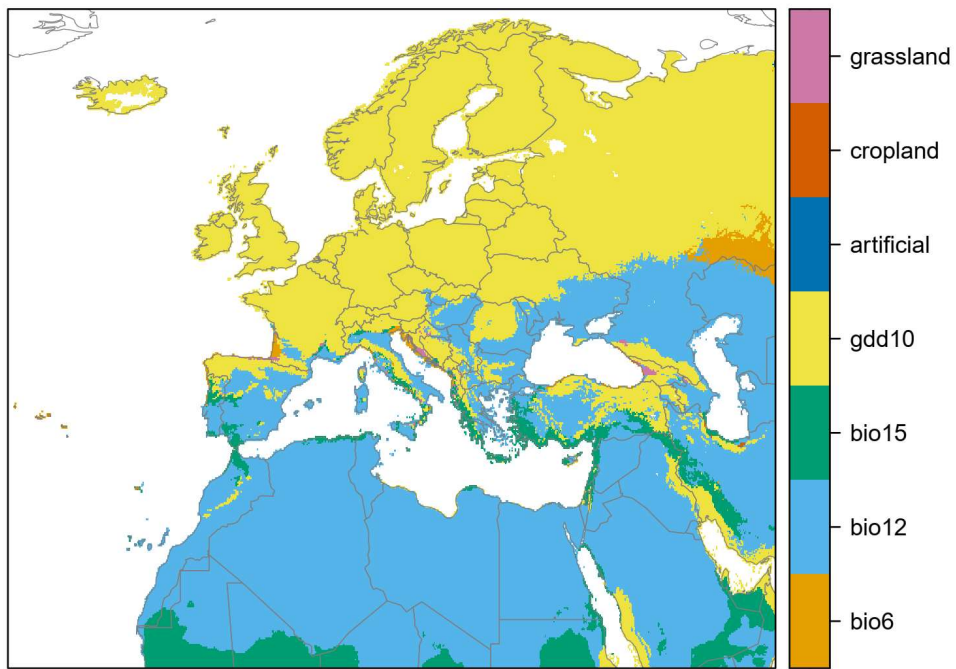 grassland
cropland
artificial
gdd10
bio15
bio12
bio6